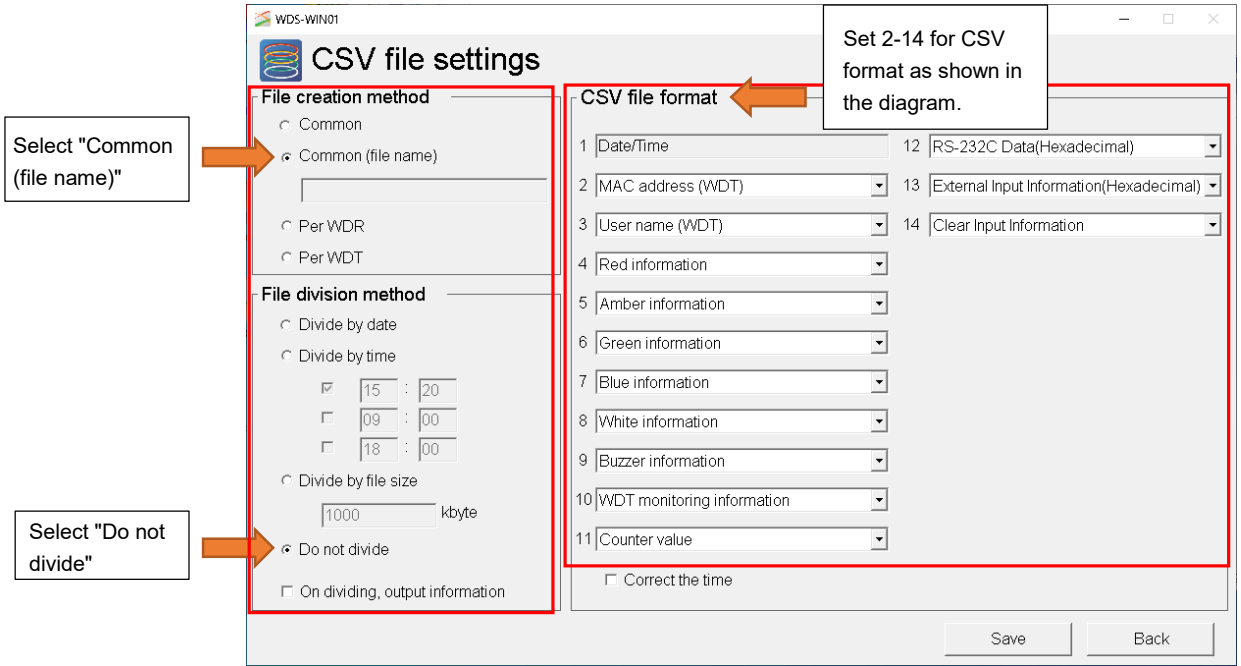 WDS-WIN01
CSV file settings
Set 2-14 for CSV
format as shown in
the diagram.
Select "Common
(file name)"
File creation method
Common
Common (file name)
Per WDR
Per WDT
File division method
Divide by date
Divide by time
15 : 20
09 : 00
18 : 00
Divide by file size
1000 kbyte
Select "Do not
divide"
Do not divide
On dividing, output information
CSV file format
1 Date/Time
2 MAC address (WDT)
3 User name (WDT)
4 Red information
5 Amber information
6 Green information
7 Blue information
8 White information
9 Buzzer information
10 WDT monitoring information
11 Counter value
12 RS-232C Data(Hexadecimal)
13 External Input Information(Hexadecimal)
14 Clear Input Information
Correct the time
Save
Back